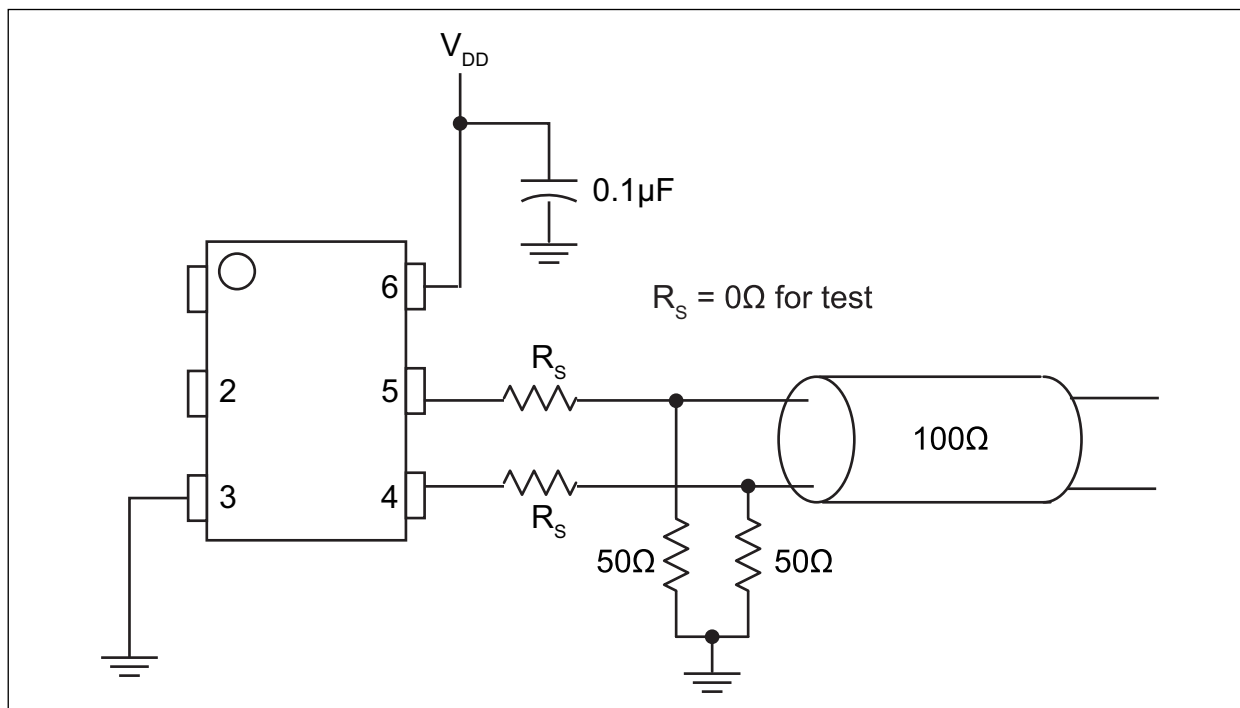 V_DD
0.1µF
6
R_S = 0Ω for test
R_S
2
5
100Ω
3
4
R_S
50Ω
50Ω